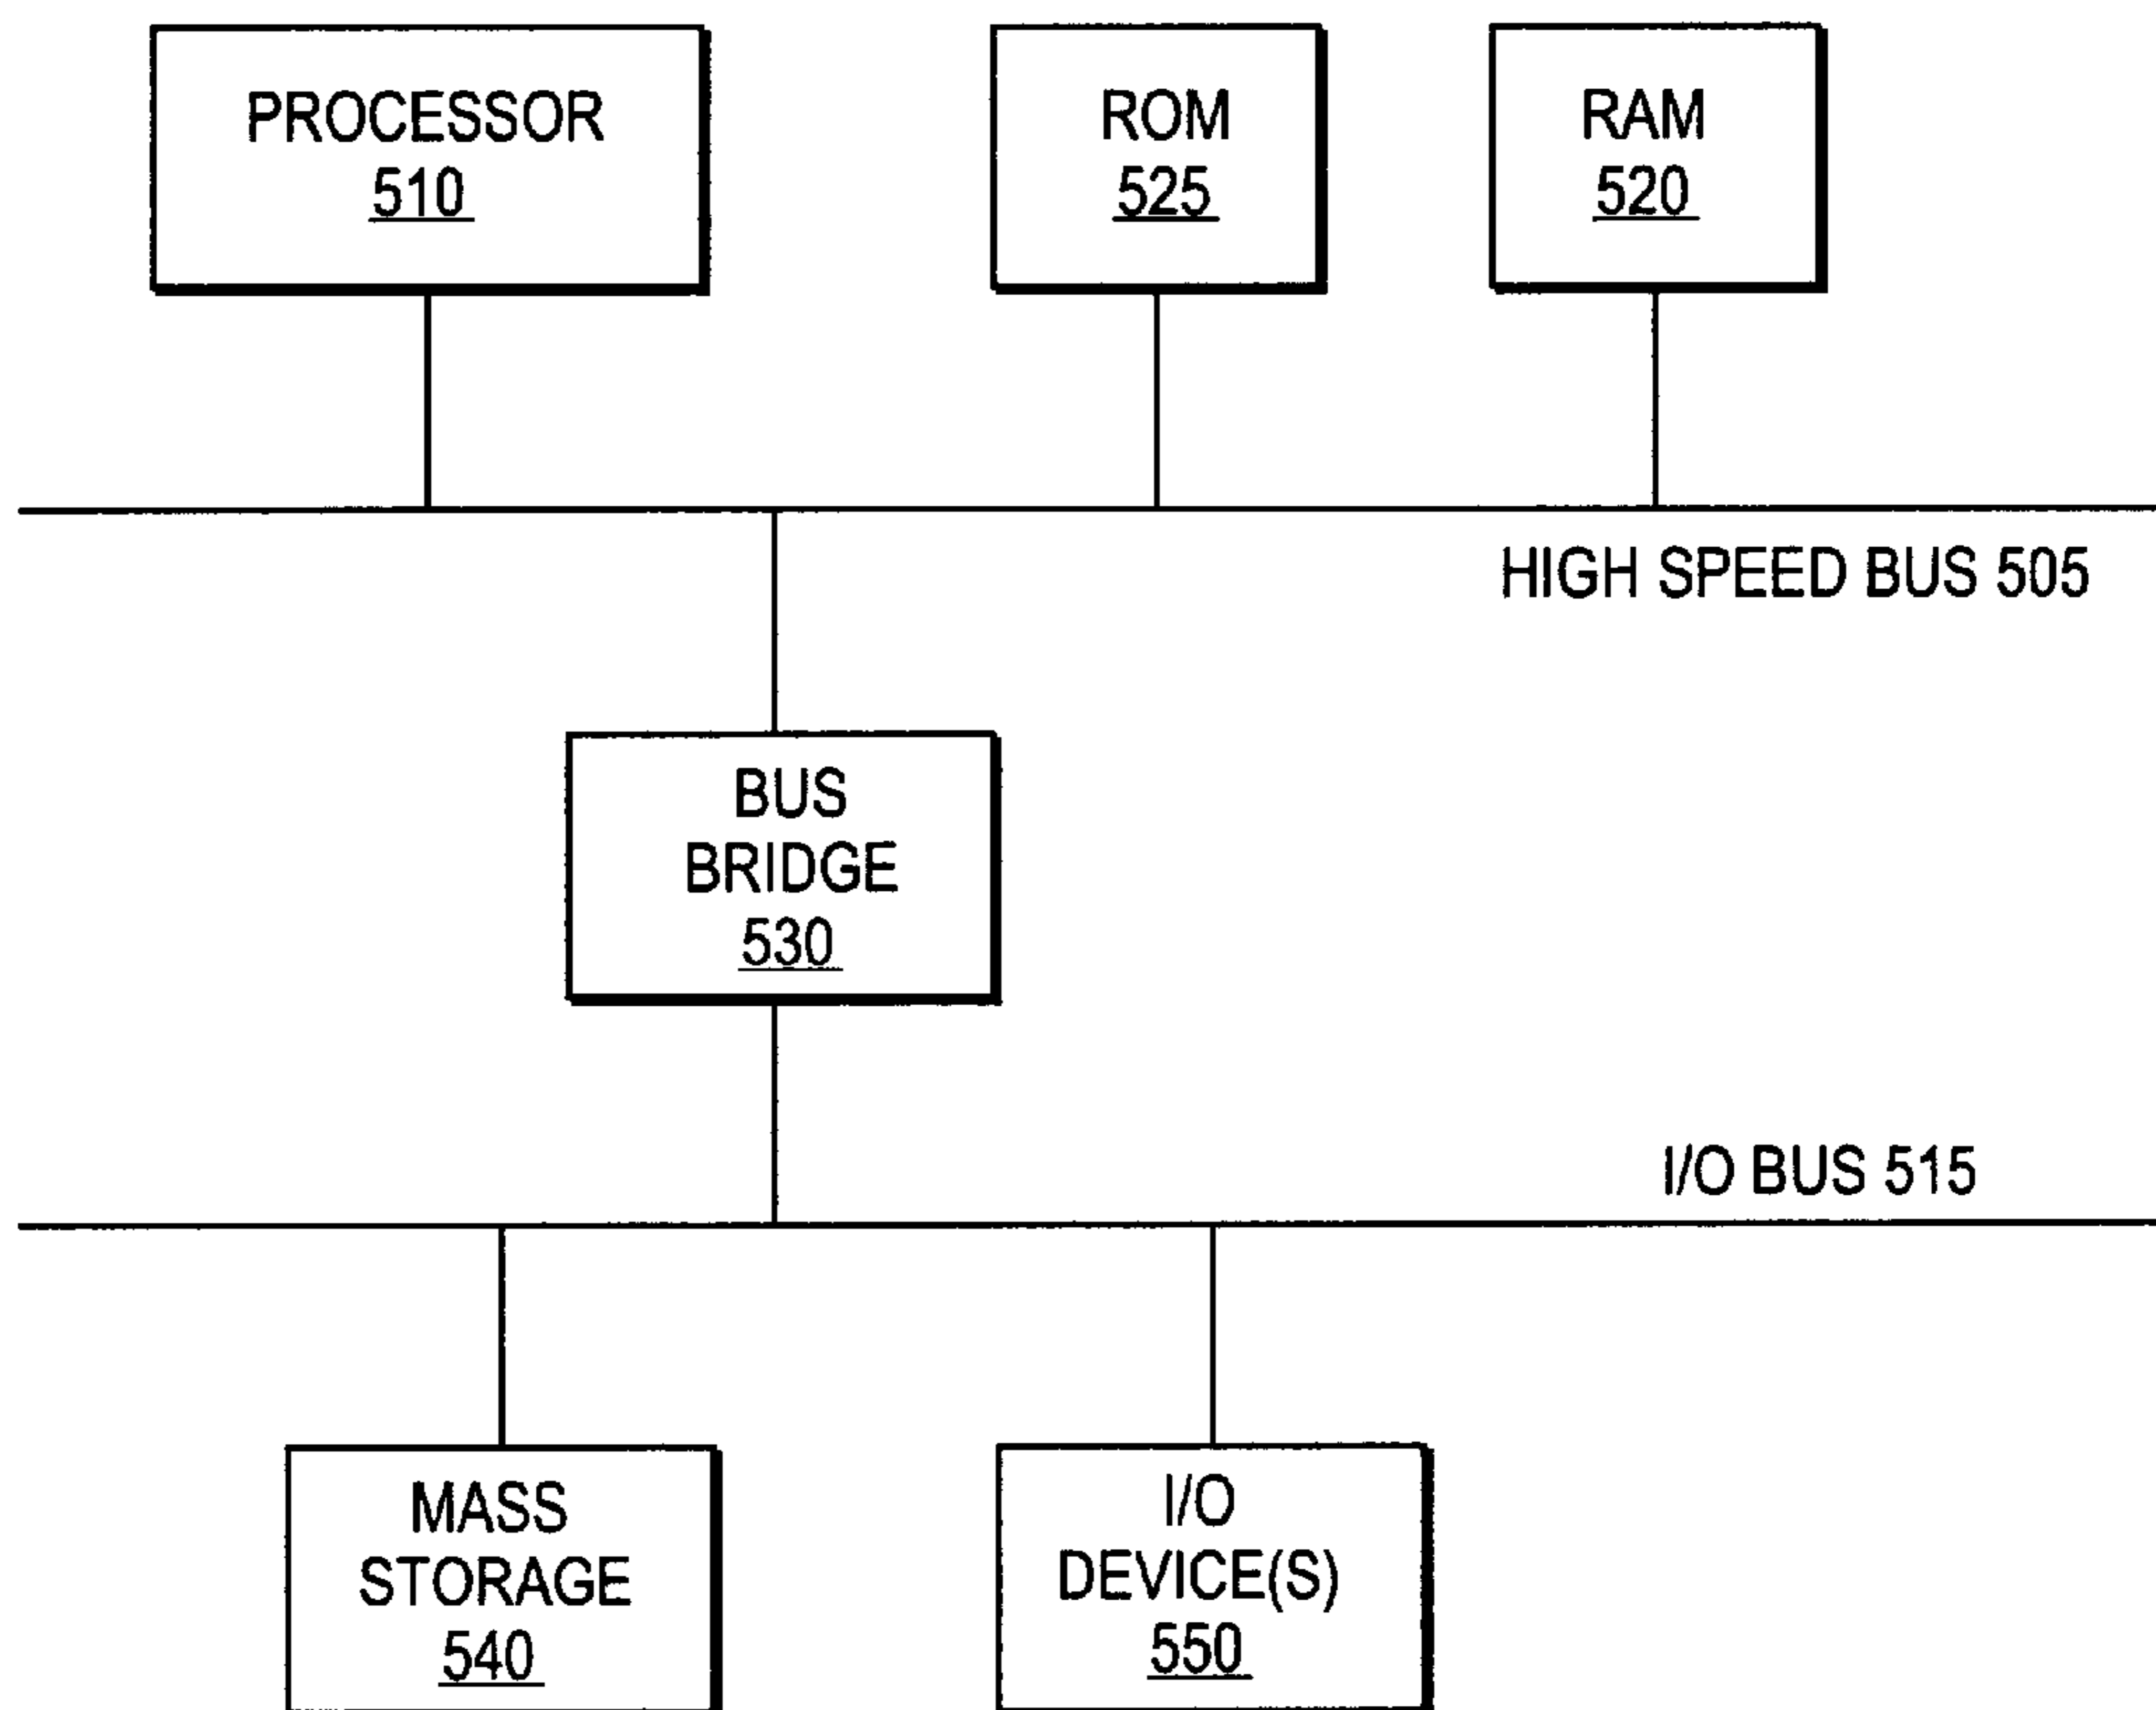 PROCESSOR
510
ROM
525
RAM
520
HIGH SPEED BUS 505
BUS
BRIDGE
530
I/O BUS 515
MASS
STORAGE
540
I/O
DEVICE(S)
550